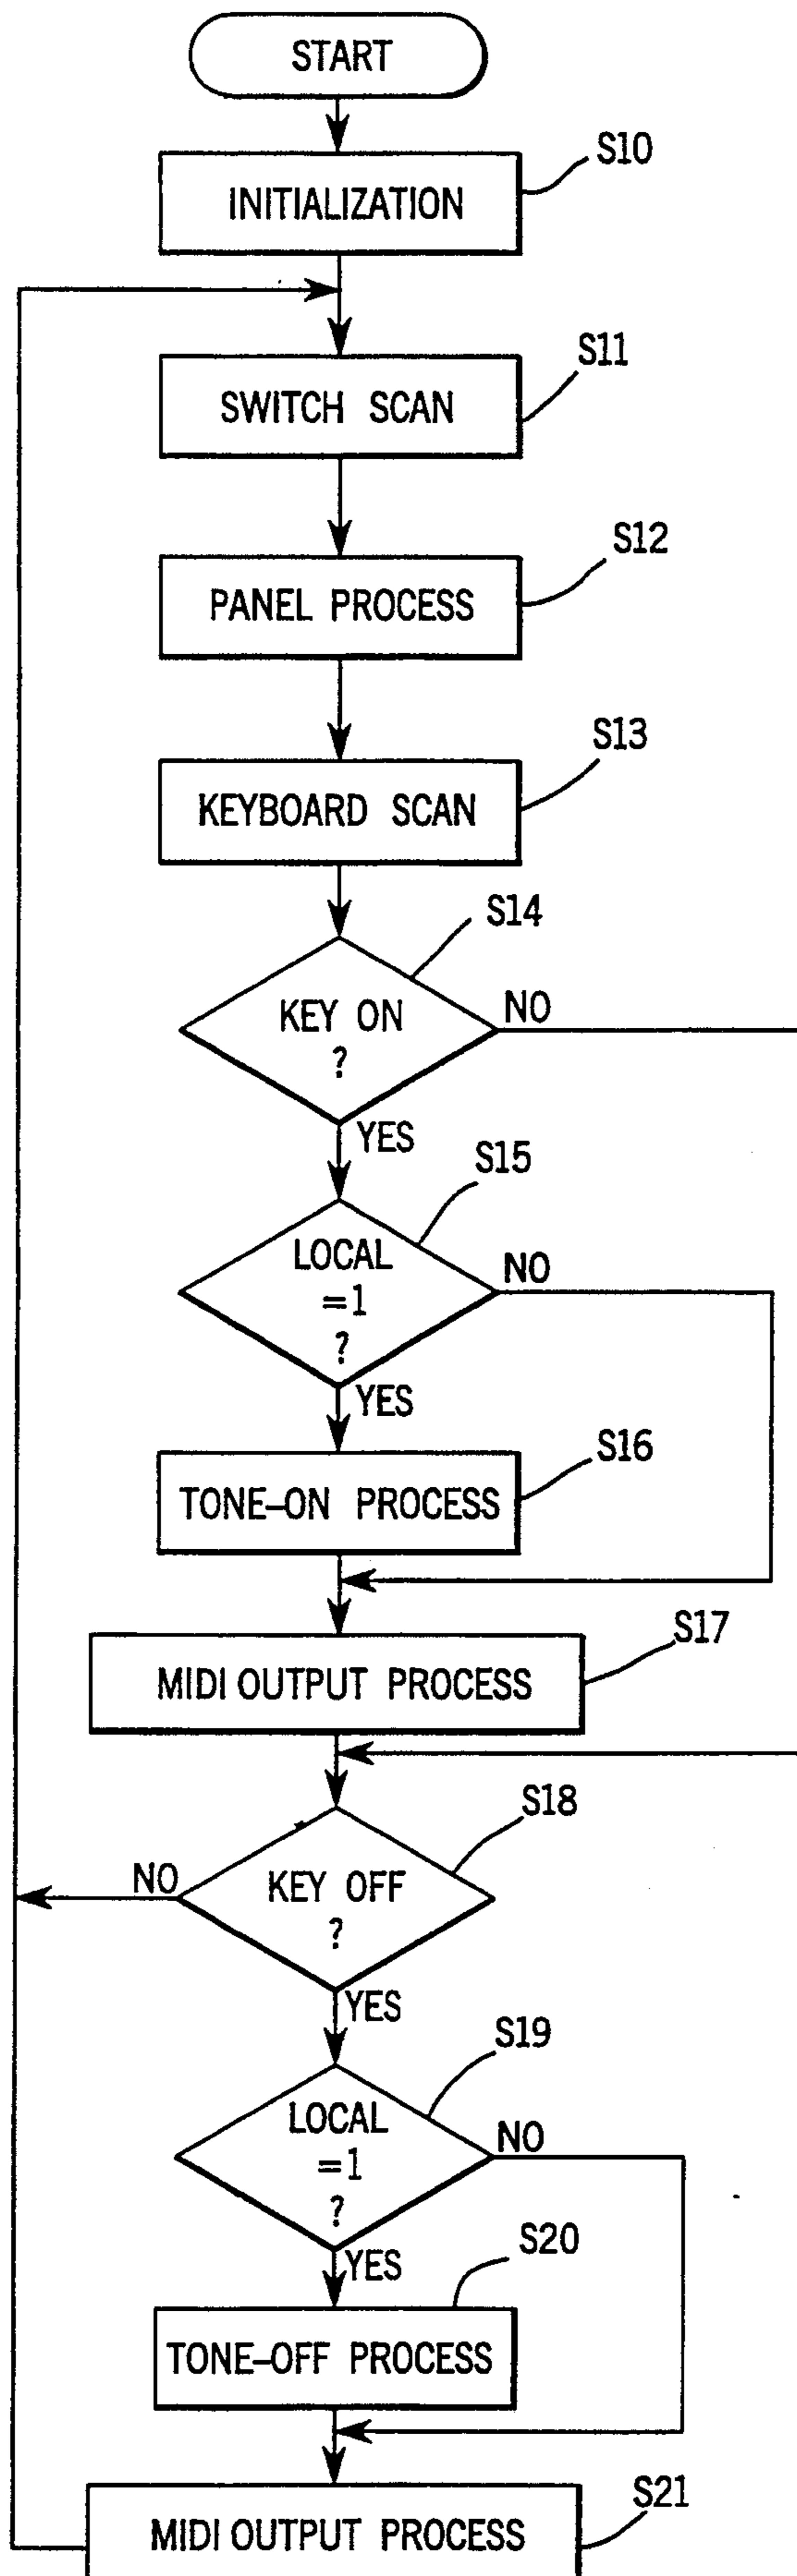 START
S10
INITIALIZATION
S11
SWITCH SCAN
S12
PANEL PROCESS
S13
KEYBOARD SCAN
S14
KEY ON
?
NO
YES
S15
LOCAL
=1
?
NO
YES
S16
TONE-ON PROCESS
S17
MIDI OUTPUT PROCESS
S18
KEY OFF
?
NO
YES
S19
LOCAL
=1
?
NO
YES
S20
TONE-OFF PROCESS
S21
MIDI OUTPUT PROCESS